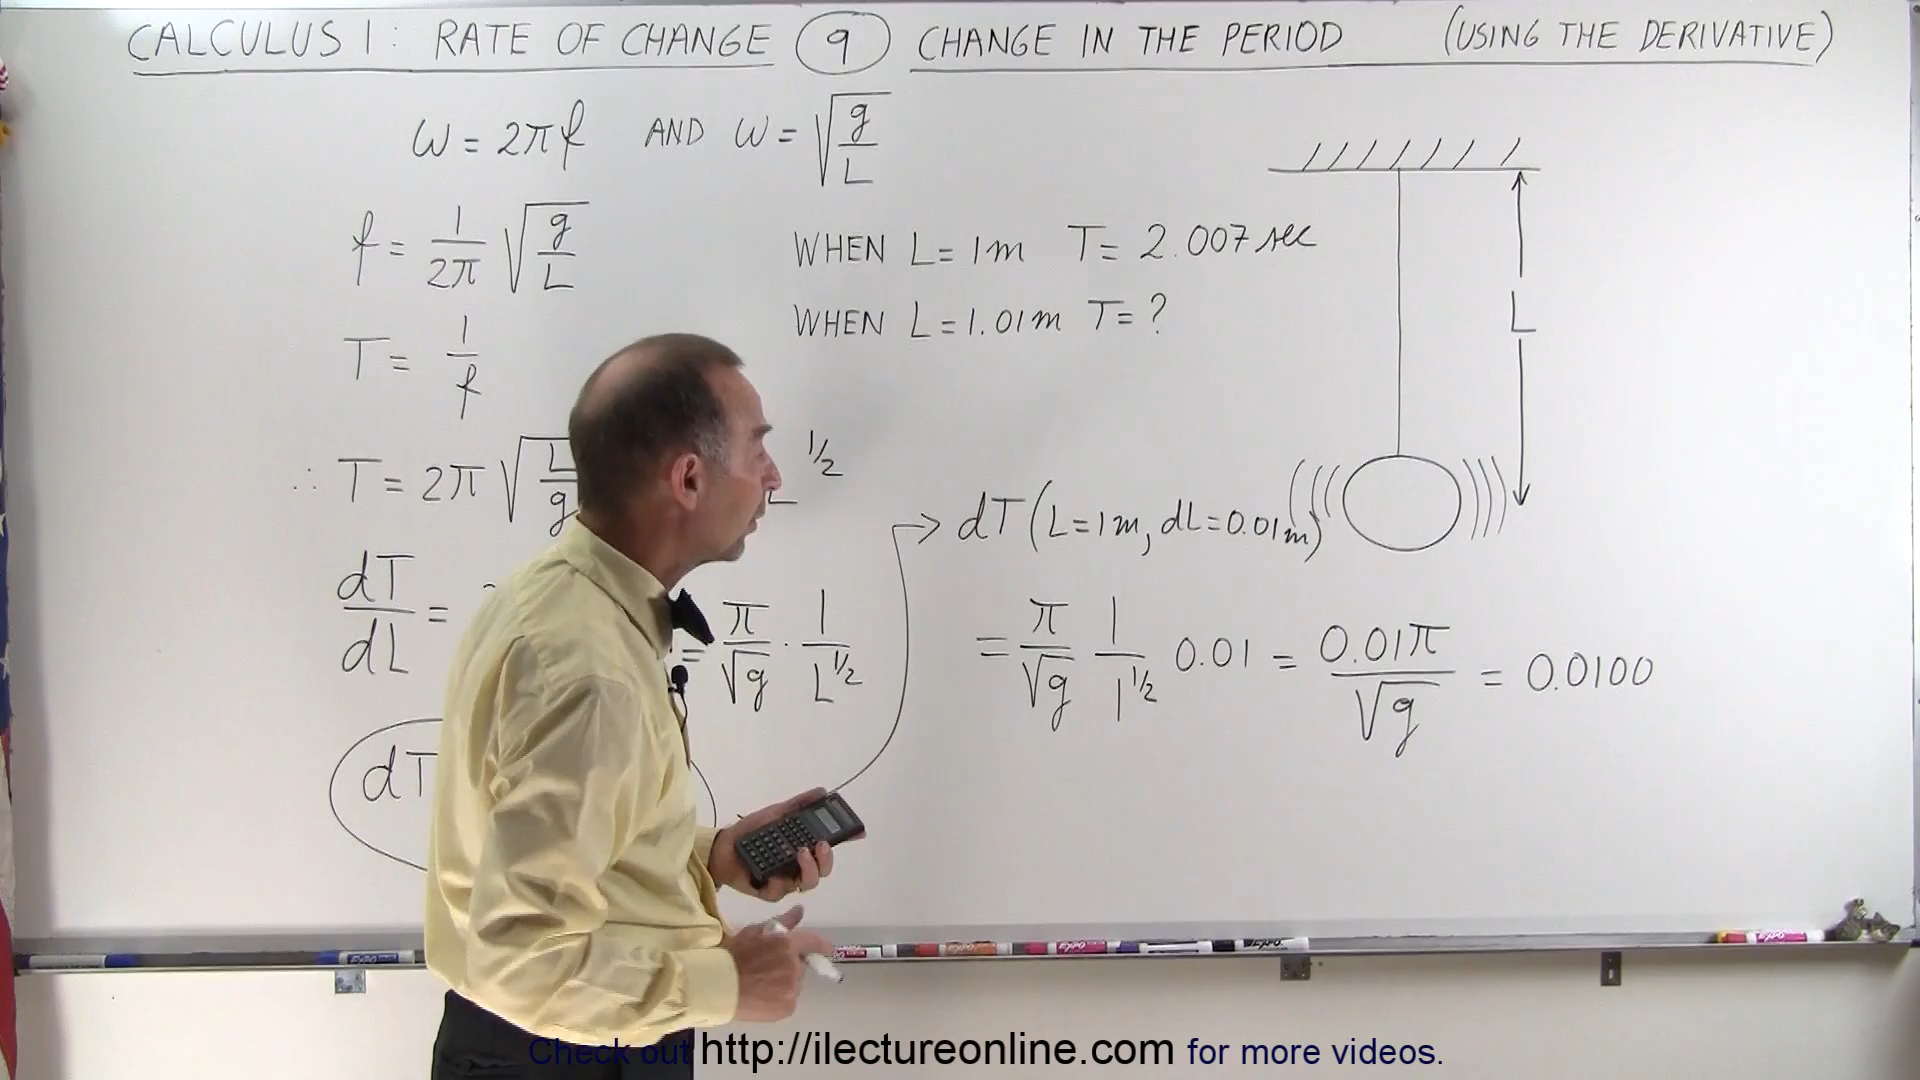 CALCULUS 1: RATE OF CHANGE 9 CHANGE IN THE PERIOD (USING THE DERIVATIVE)
ω = 2πf AND ω = √(g/L)
f = 1/2π √(g/L)
T = 1/f
∴ T = 2π √(L/g) L^1/2
dT/dL = = π/√g · 1/L^1/2
dT
WHEN L = 1m T = 2.007 sec
WHEN L = 1.01m T = ?
L
→ dT (L = 1m, dL = 0.01m)
= π/√g 1/1^1/2 0.01 = 0.01π/√g = 0.0100
Check out http://ilectureonline.com for more videos.